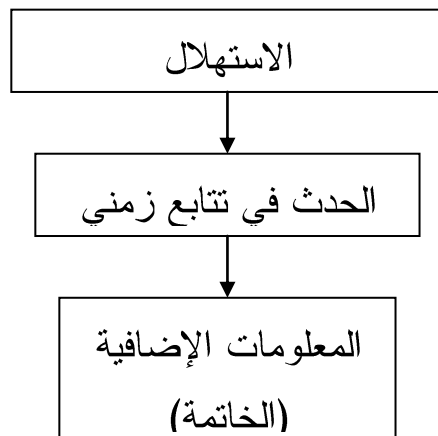 الاستهلال
الحدث في تتابع زمني
المعلومات الإضافية
(الخاتمة)